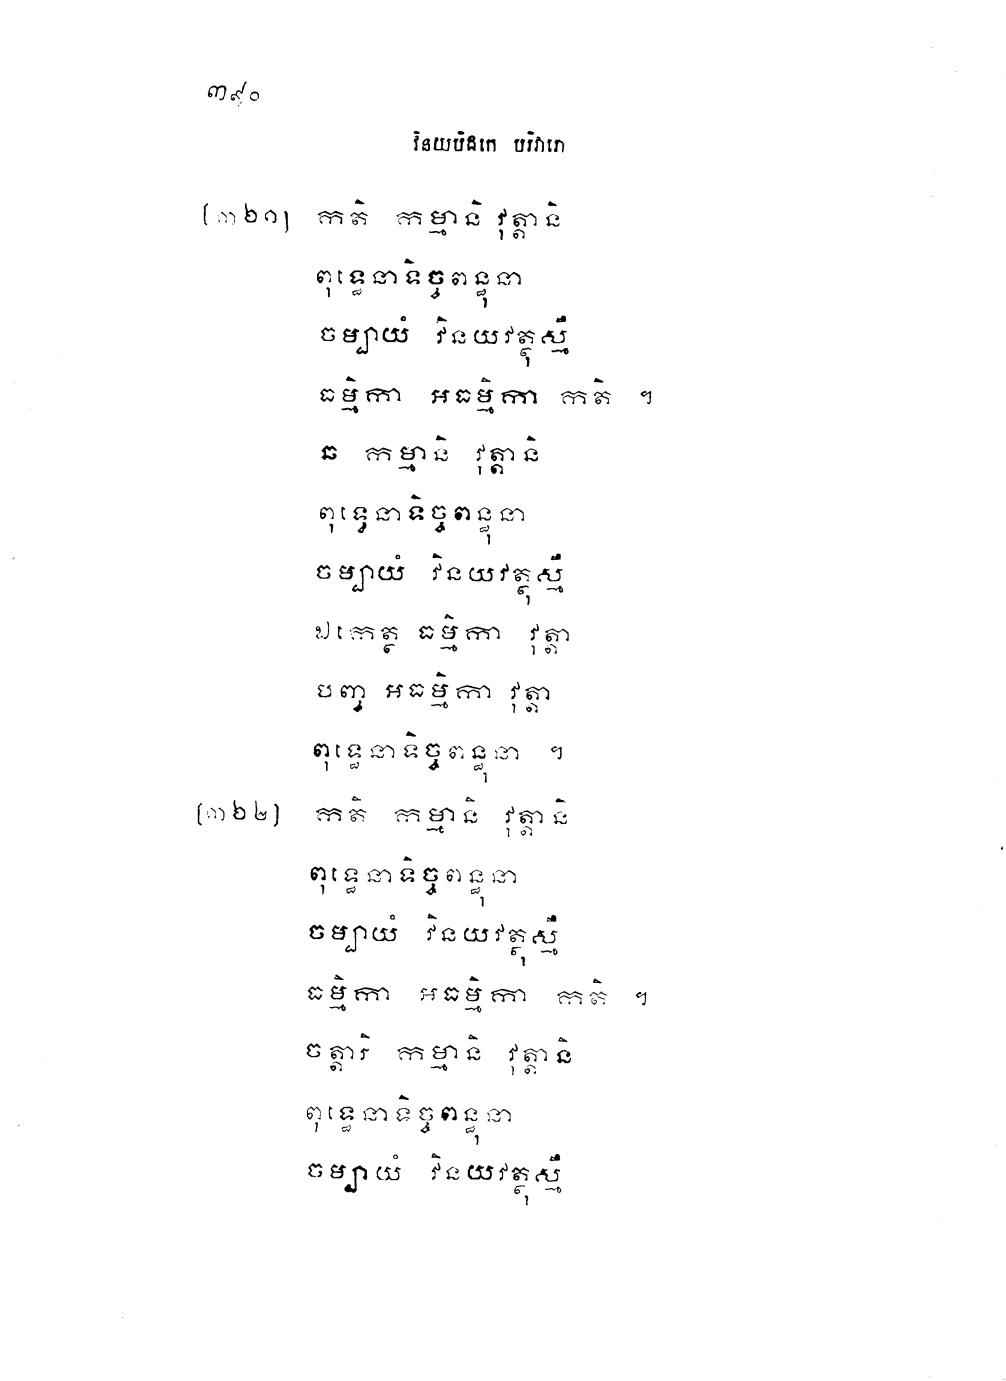 ៣៩០
វិនយបិដកេ បរិវារោ
[៣២១] កតិ កម្មានិ វុត្តានិ
ពុទ្ធេនាទិច្ចពន្ធុនា
ចម្បាយំ វិនយវត្ថុស្មឹ
ធម្មិកា អធម្មិកា កតិ ។
ឆ កម្មានិ វុត្តានិ
ពុទ្ធេនាទិច្ចពន្ធុនា
ចម្បាយំ វិនយវត្ថុស្មឹ
ឯកេត្ថ ធម្មិកា វុត្តា
បញ្ច អធម្មិកា វុត្តា
ពុទ្ធេនាទិច្ចពន្ធុនា ។
[៣២២] កតិ កម្មានិ វុត្តានិ
ពុទ្ធេនាទិច្ចពន្ធុនា
ចម្បាយំ វិនយវត្ថុស្មឹ
ធម្មិកា អធម្មិកា កតិ ។
ចត្តារិ កម្មានិ វុត្តានិ
ពុទ្ធេនាទិច្ចពន្ធុនា
ចម្បាយំ វិនយវត្ថុស្មឹ